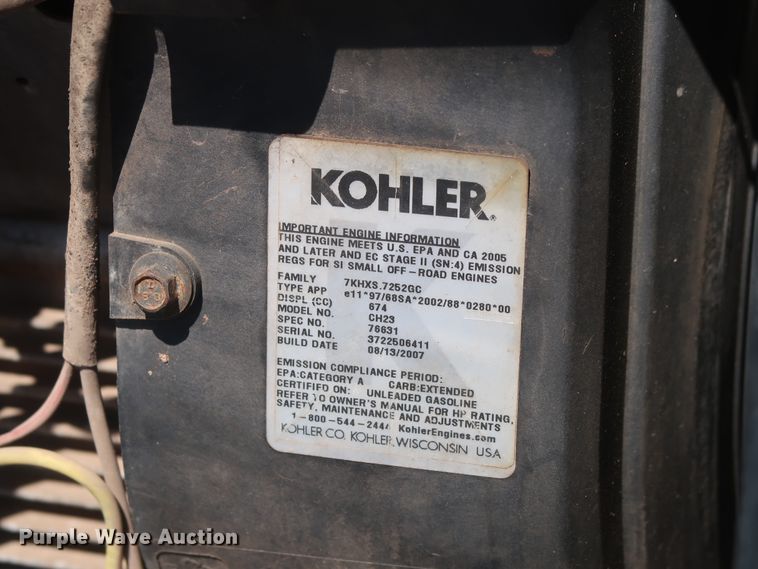 KOHLER®
IMPORTANT ENGINE INFORMATION
THIS ENGINE MEETS U.S. EPA AND CA 2005
AND LATER AND EC STAGE II (SN:4) EMISSION
REGS FOR SI SMALL OFF-ROAD ENGINES
FAMILY 7KHXS.7252GC
TYPE APP e11*97/68SA*2002/88*0280*00
DISPL (CC) 674
MODEL NO. CH23
SPEC NO. 76631
SERIAL NO. 3722506411
BUILD DATE 08/13/2007
EMISSION COMPLIANCE PERIOD:
EPA:CATEGORY A CARB:EXTENDED
CERTIFIED ON: UNLEADED GASOLINE
REFER TO OWNER'S MANUAL FOR HP RATING,
SAFETY, MAINTENANCE AND ADJUSTMENTS
1-800-544-2444 KohlerEngines.com
KOHLER CO. KOHLER, WISCONSIN USA
Purple Wave Auction